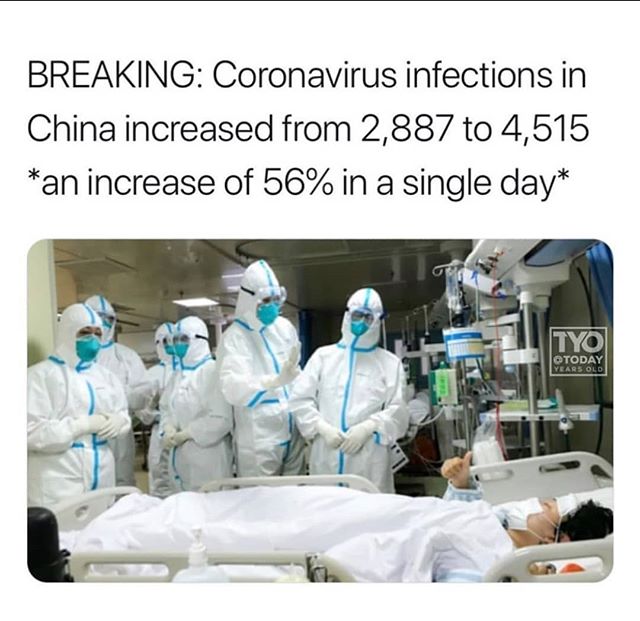 BREAKING: Coronavirus infections in
China increased from 2,887 to 4,515
*an increase of 56% in a single day*
TYO
©TODAY
YEARS OLD